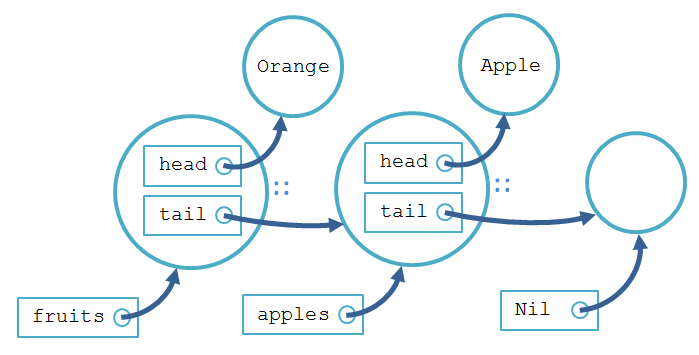 Orange
Apple
head
tail
::
head
tail
::
fruits
apples
Nil